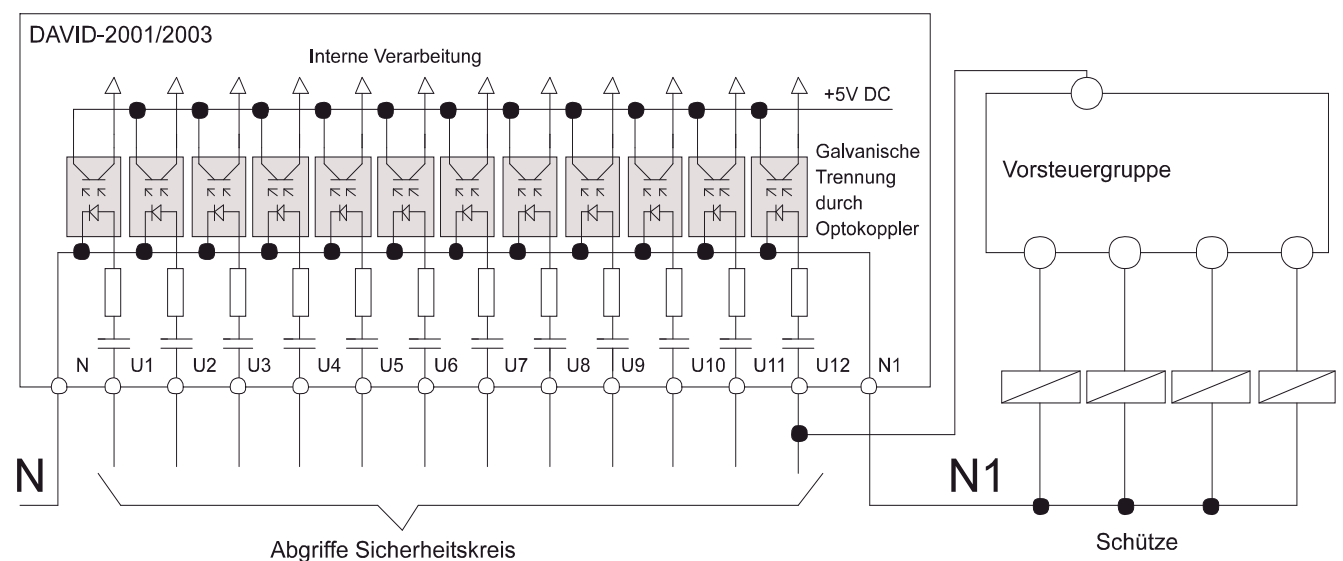 DAVID-2001/2003
Interne Verarbeitung
+5V DC
Galvanische
Trennung
durch
Optokoppler
Vorsteuergruppe
N U1 U2 U3 U4 U5 U6 U7 U8 U9 U10 U11 U12 N1
N
N1
Abgriffe Sicherheitskreis
Schütze